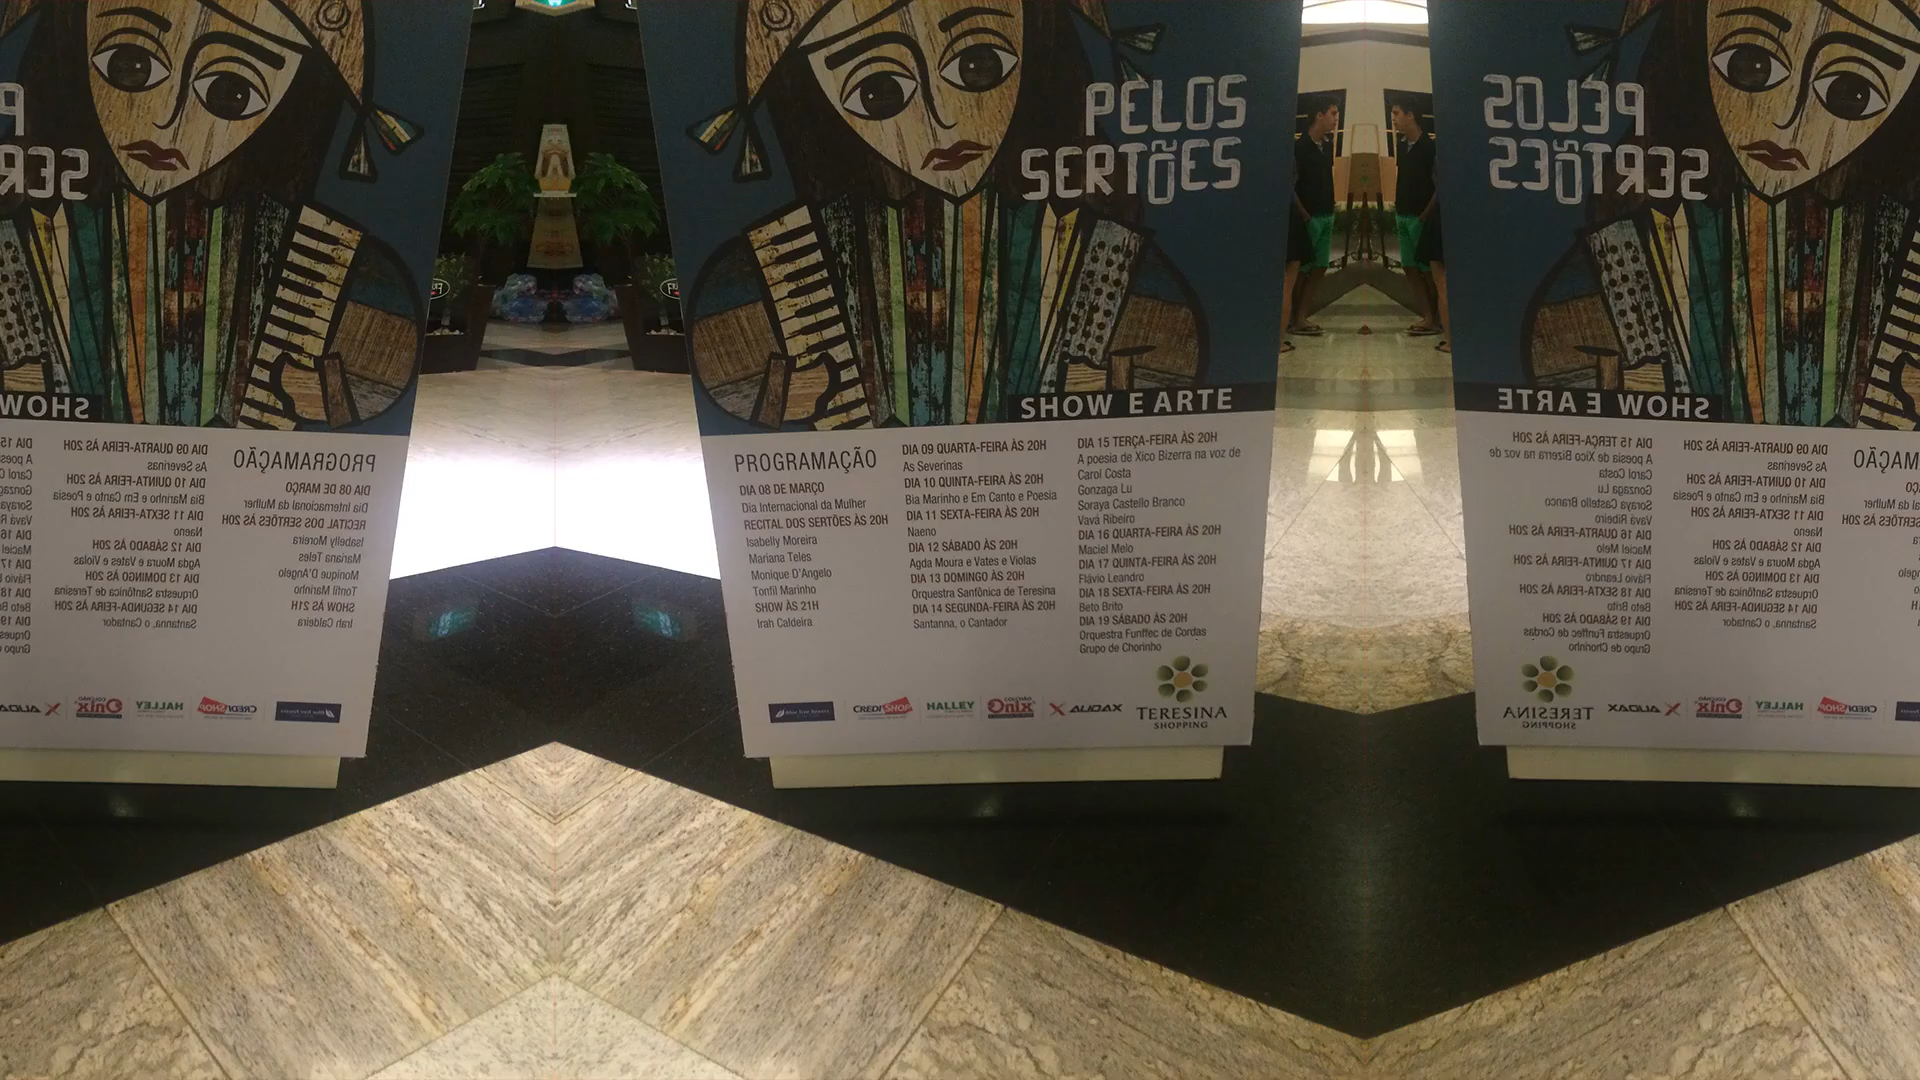 PELOS
SERTÕES
SHOW E ARTE
PROGRAMAÇÃO
DIA 08 DE MARÇO
Dia Internacional da Mulher
RECITAL DOS SERTÕES ÀS 20H
Isabelly Moreira
Mariana Teles
Monique D'Angelo
Tonfil Marinho
SHOW ÀS 21H
Irah Caldeira
DIA 09 QUARTA-FEIRA ÀS 20H
As Severinas
DIA 10 QUINTA-FEIRA ÀS 20H
Bia Marinho e Em Canto e Poesia
DIA 11 SEXTA-FEIRA ÀS 20H
Naeno
DIA 12 SÁBADO ÀS 20H
Agda Moura e Vates e Violas
DIA 13 DOMINGO ÀS 20H
Orquestra Sanfônica de Teresina
DIA 14 SEGUNDA-FEIRA ÀS 20H
Santanna, o Cantador
DIA 15 TERÇA-FEIRA ÀS 20H
A poesia de Xico Bizerra na voz de
Carol Costa
Gonzaga Lu
Soraya Castello Branco
Vavá Ribeiro
DIA 16 QUARTA-FEIRA ÀS 20H
Maciel Melo
DIA 17 QUINTA-FEIRA ÀS 20H
Flávio Leandro
DIA 18 SEXTA-FEIRA ÀS 20H
Beto Brito
DIA 19 SÁBADO ÀS 20H
Orquestra Funffec de Cordas
Grupo de Chorinho
CREDISHOP
HALLEY
COLCHÃO
Onix
AUDAX
TERESINA
SHOPPING